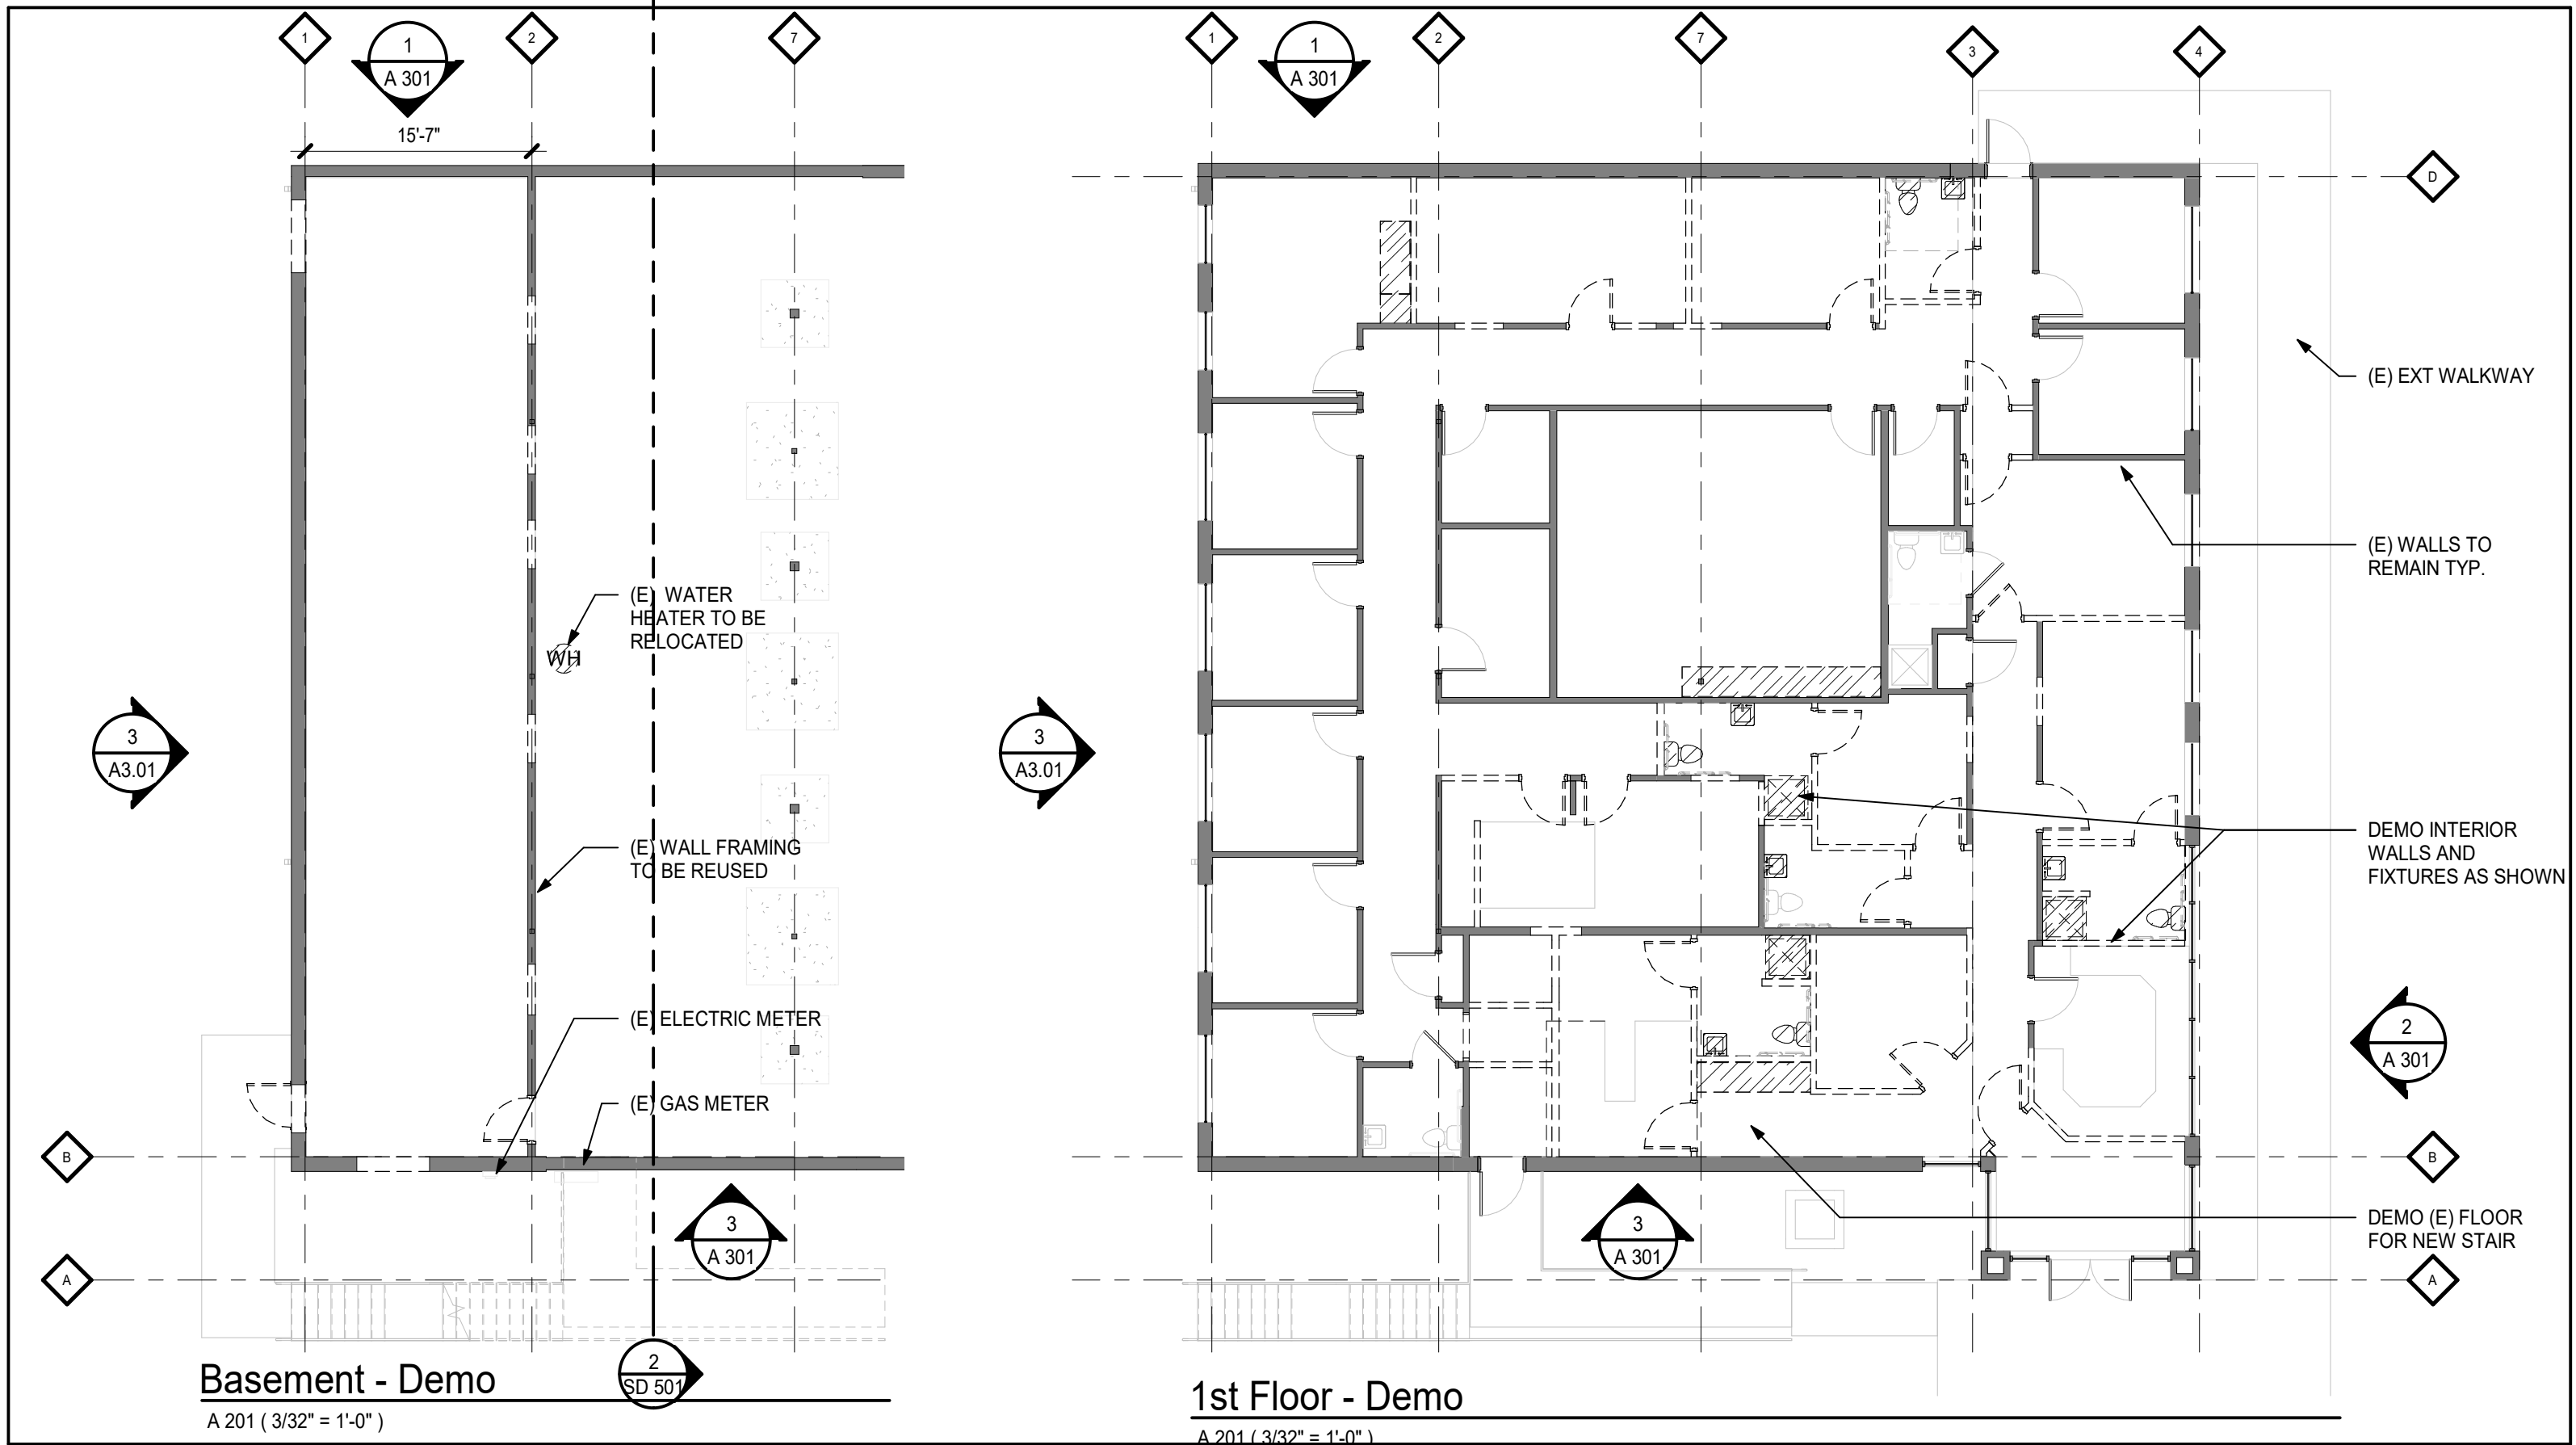 1
2
7
1
A 301
15'-7"
(E) WATER
HEATER TO BE
RELOCATED
WH
3
A3.01
(E) WALL FRAMING
TO BE REUSED
(E) ELECTRIC METER
(E) GAS METER
B
3
A 301
A
2
SD 501
Basement - Demo
A 201 ( 3/32" = 1'-0" )
1
2
7
3
4
1
A 301
D
(E) EXT WALKWAY
(E) WALLS TO
REMAIN TYP.
3
A3.01
DEMO INTERIOR
WALLS AND
FIXTURES AS SHOWN
2
A 301
B
DEMO (E) FLOOR
FOR NEW STAIR
3
A 301
A
1st Floor - Demo
A 201 ( 3/32" = 1'-0" )